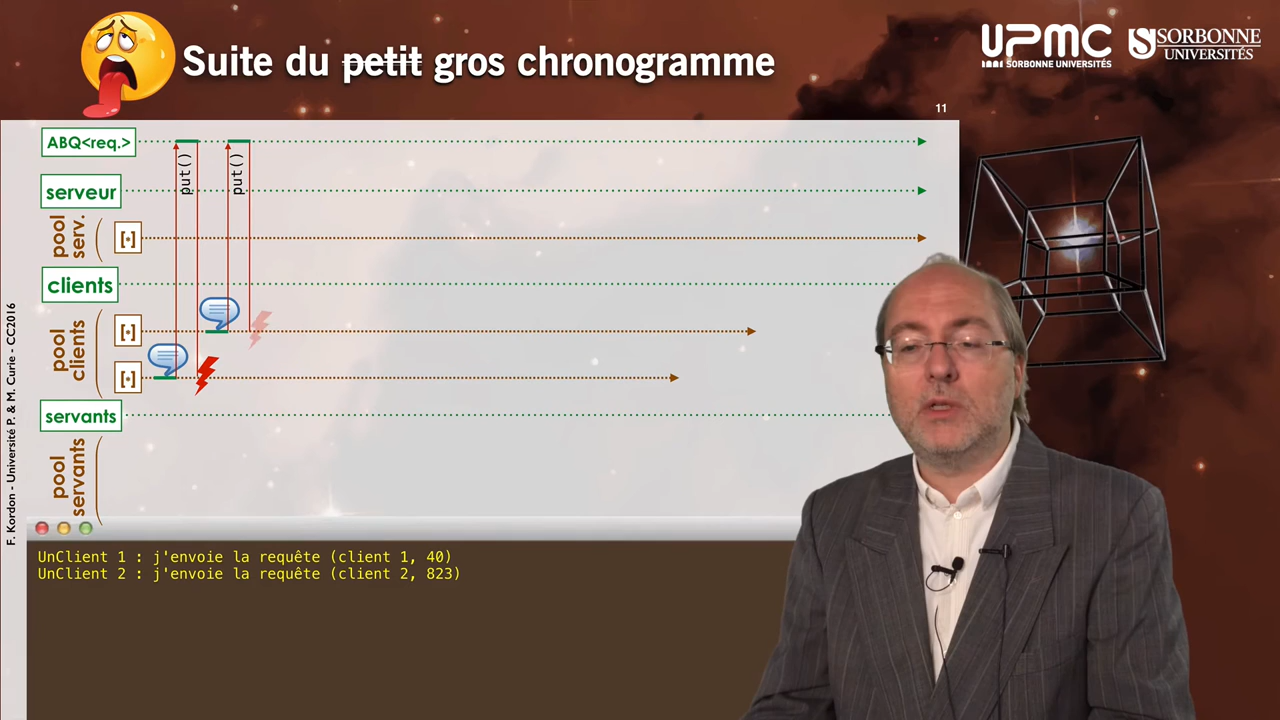 Suite du petit gros chronogramme
UPMC
SORBONNE UNIVERSITÉS
SORBONNE
UNIVERSITÉS
11
ABQ<req.>
put()
put()
serveur
pool
serv.
[•]
clients
pool
clients
[•]
[•]
servants
pool
servants
F. Kordon - Université P. & M. Curie - CC2016
UnClient 1 : j'envoie la requête (client 1, 40)
UnClient 2 : j'envoie la requête (client 2, 823)